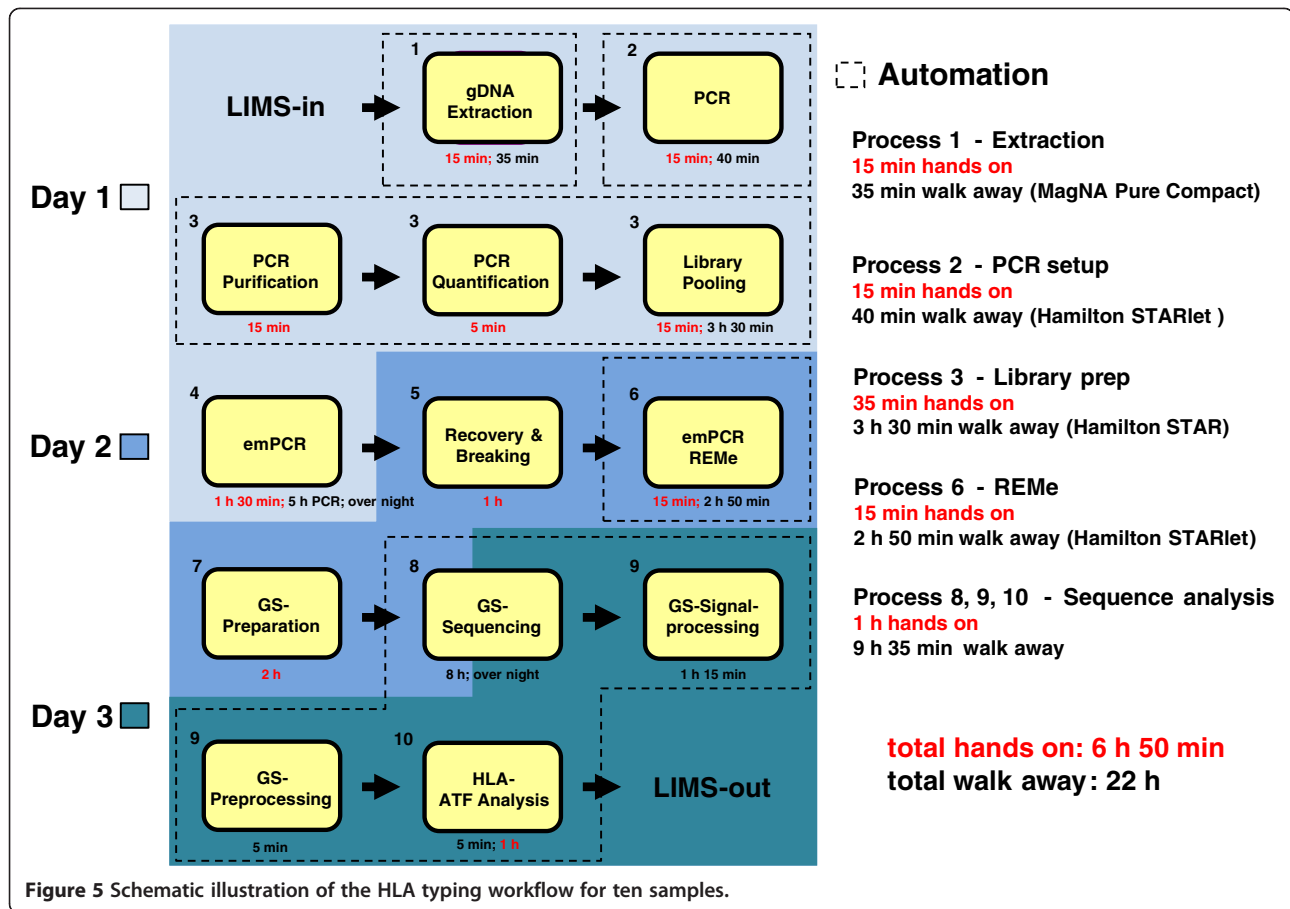 1
2
gDNA
Extraction
PCR
LIMS-in
15 min; 35 min
15 min; 40 min
Day 1
3
3
3
PCR
Purification
PCR
Quantification
Library
Pooling
15 min
5 min
15 min; 3 h 30 min
4
5
6
emPCR
Recovery &
Breaking
emPCR
REMe
Day 2
1 h 30 min; 5 h PCR; over night
1 h
15 min; 2 h 50 min
7
8
9
GS-
Preparation
GS-
Sequencing
GS-Signal-
processing
2 h
8 h; over night
1 h 15 min
Day 3
9
10
GS-
Preprocessing
HLA-
ATF Analysis
LIMS-out
5 min
5 min; 1 h
Automation
Process 1 - Extraction
15 min hands on
35 min walk away (MagNA Pure Compact)
Process 2 - PCR setup
15 min hands on
40 min walk away (Hamilton STARlet )
Process 3 - Library prep
35 min hands on
3 h 30 min walk away (Hamilton STAR)
Process 6 - REMe
15 min hands on
2 h 50 min walk away (Hamilton STARlet)
Process 8, 9, 10 - Sequence analysis
1 h hands on
9 h 35 min walk away
total hands on: 6 h 50 min
total walk away: 22 h
Figure 5 Schematic illustration of the HLA typing workflow for ten samples.